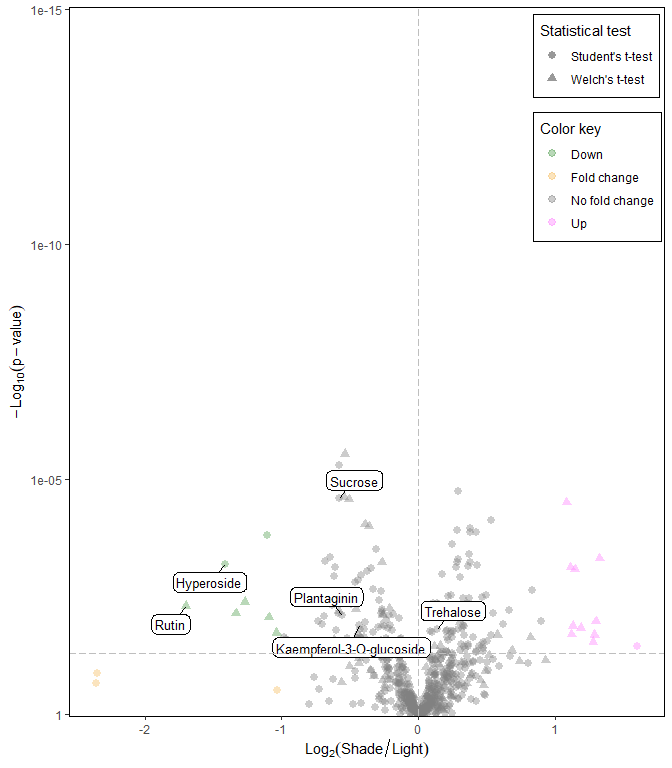 1e-15
Statistical test
Student's t-test
Welch's t-test
Color key
Down
Fold change
No fold change
Up
1e-10
−Log10(p−value)
1e-05
Sucrose
Hyperoside
Plantaginin
Rutin
Trehalose
Kaempferol-3-O-glucoside
1
-2
-1
0
1
Log2(Shade/Light)